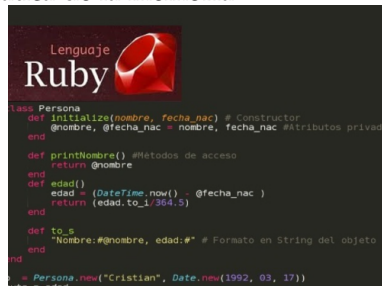 Lenguaje
Ruby
class Persona
def initialize(nombre, fecha_nac) # Constructor
@nombre, @fecha_nac = nombre, fecha_nac #Atributos privad
end
def printNombre() #Métodos de acceso
return @nombre
end
def edad()
edad = (DateTime.now() - @fecha_nac )
return (edad.to_i/364.5)
end
def to_s
"Nombre:#@nombre, edad:#" # Formato en String del objeto
end
end
= Persona.new("Cristian", Date.new(1992, 03, 17))